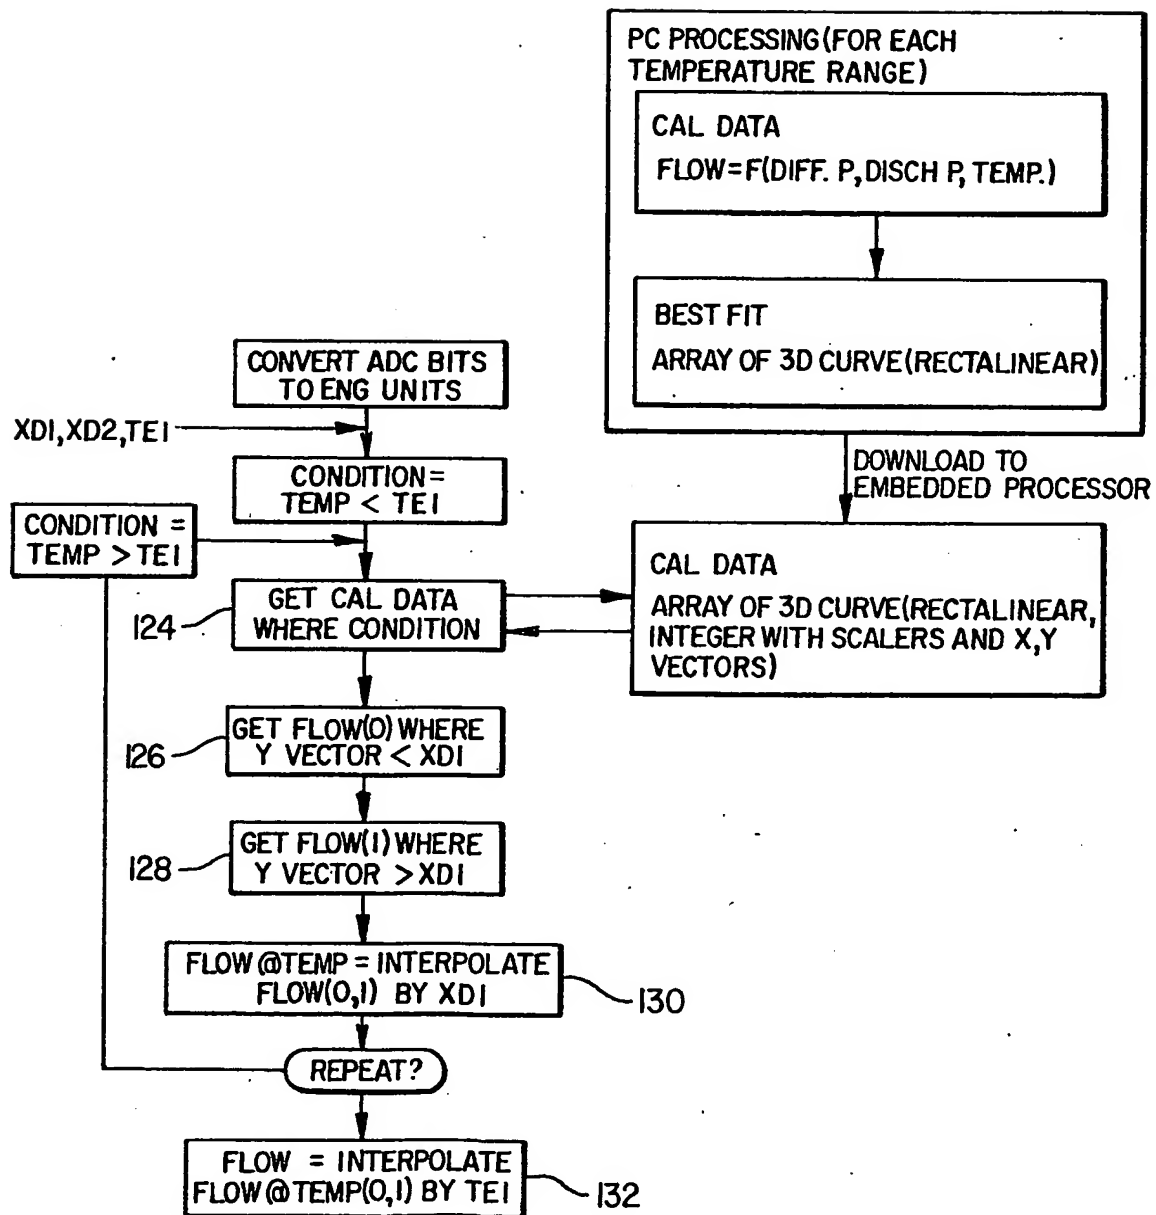 PC PROCESSING(FOR EACH
TEMPERATURE RANGE)
CAL DATA
FLOW=F(DIFF. P,DISCH P, TEMP.)
BEST FIT
ARRAY OF 3D CURVE(RECTALINEAR)
DOWNLOAD TO
EMBEDDED PROCESSOR
CAL DATA
ARRAY OF 3D CURVE(RECTALINEAR,
INTEGER WITH SCALERS AND X,Y
VECTORS)
CONVERT ADC BITS
TO ENG UNITS
XD1,XD2,TE1
CONDITION=
TEMP < TE1
CONDITION =
TEMP > TE1
GET CAL DATA
WHERE CONDITION
124
GET FLOW(0) WHERE
Y VECTOR < XD1
126
GET FLOW(1) WHERE
Y VECTOR > XD1
128
FLOW @TEMP = INTERPOLATE
FLOW(0,1) BY XD1
130
REPEAT?
FLOW = INTERPOLATE
FLOW@TEMP(0,1) BY TE1
132